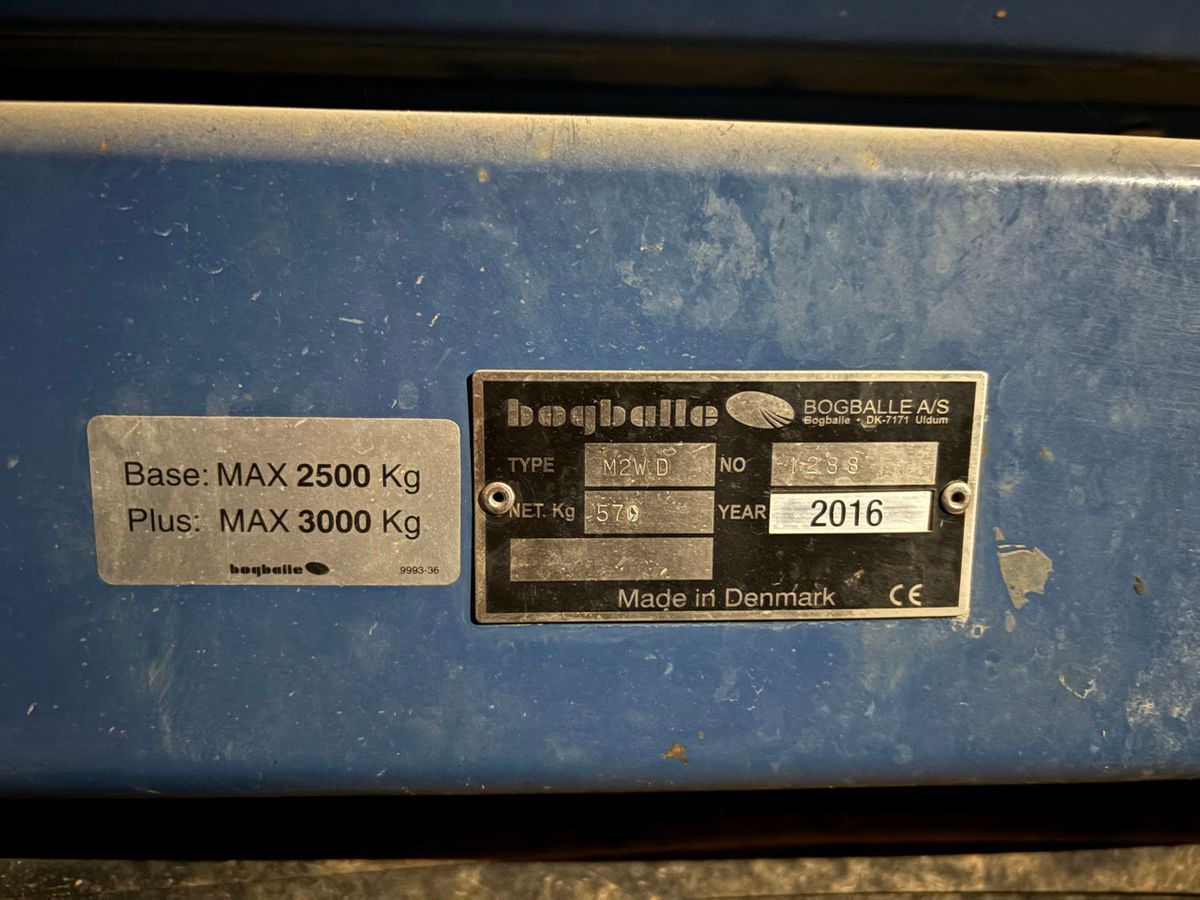 Base: MAX 2500 Kg
Plus: MAX 3000 Kg
bogballe
9993-36
bogballe
BOGBALLE A/S
Bogballe • DK-7171 Uldum
TYPE M2WD NO 1288
NET. Kg 570 YEAR 2016
Made in Denmark CE